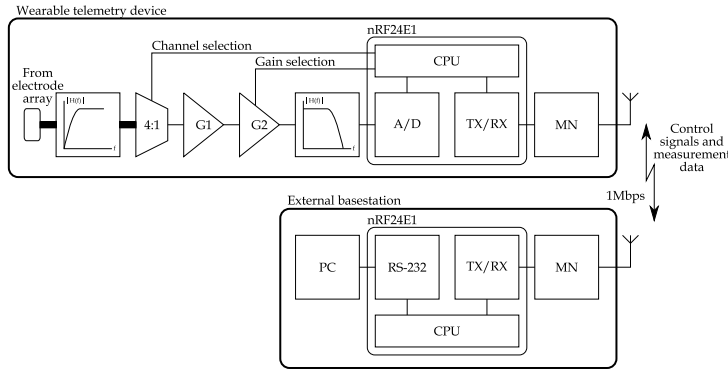 Wearable telemetry device
nRF24E1
Channel selection
CPU
Gain selection
From
electrode
array
|H(f)|
f
4:1
G1
G2
|H(f)|
f
A/D
TX/RX
MN
Control
signals and
measurement
data
1Mbps
External basestation
nRF24E1
PC
RS-232
TX/RX
MN
CPU